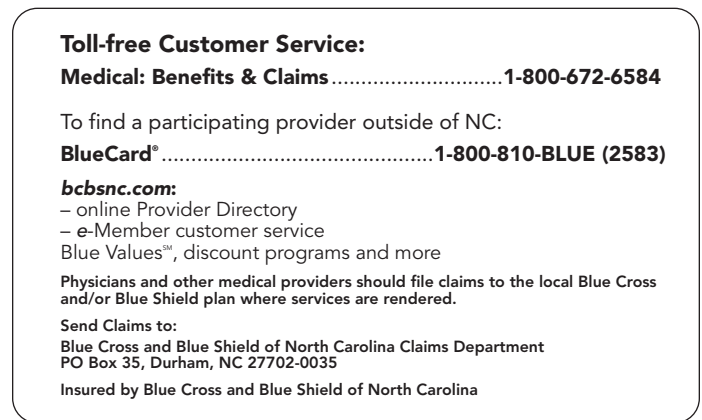 Toll-free Customer Service:
Medical: Benefits & Claims.............................1-800-672-6584
To find a participating provider outside of NC:
BlueCard®..............................................1-800-810-BLUE (2583)
bcbsnc.com:
– online Provider Directory
– e-Member customer service
Blue Values℠, discount programs and more
Physicians and other medical providers should file claims to the local Blue Cross
and/or Blue Shield plan where services are rendered.
Send Claims to:
Blue Cross and Blue Shield of North Carolina Claims Department
PO Box 35, Durham, NC 27702-0035
Insured by Blue Cross and Blue Shield of North Carolina